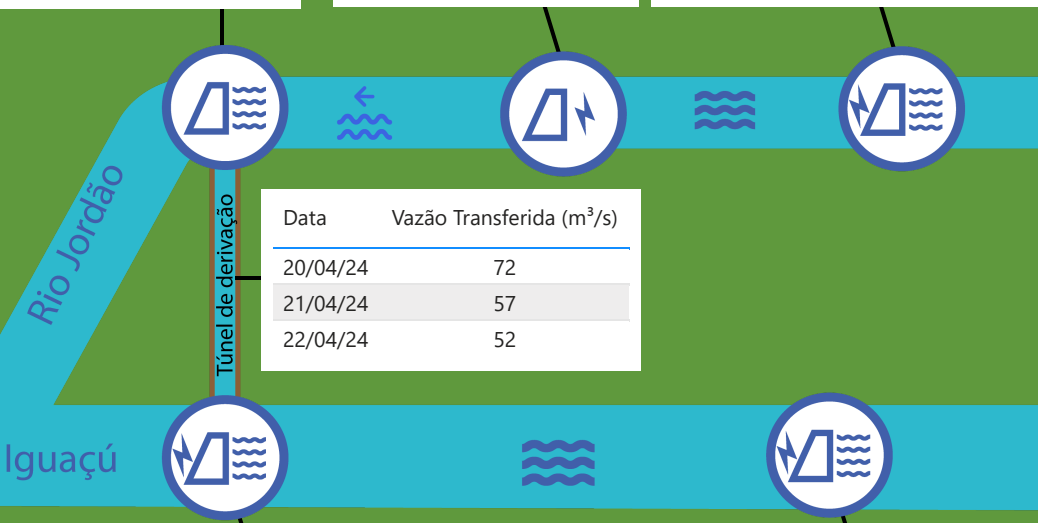 Rio Jordão
Túnel de derivação
Data Vazão Transferida (m³/s)
20/04/24 72
21/04/24 57
22/04/24 52
Iguaçú